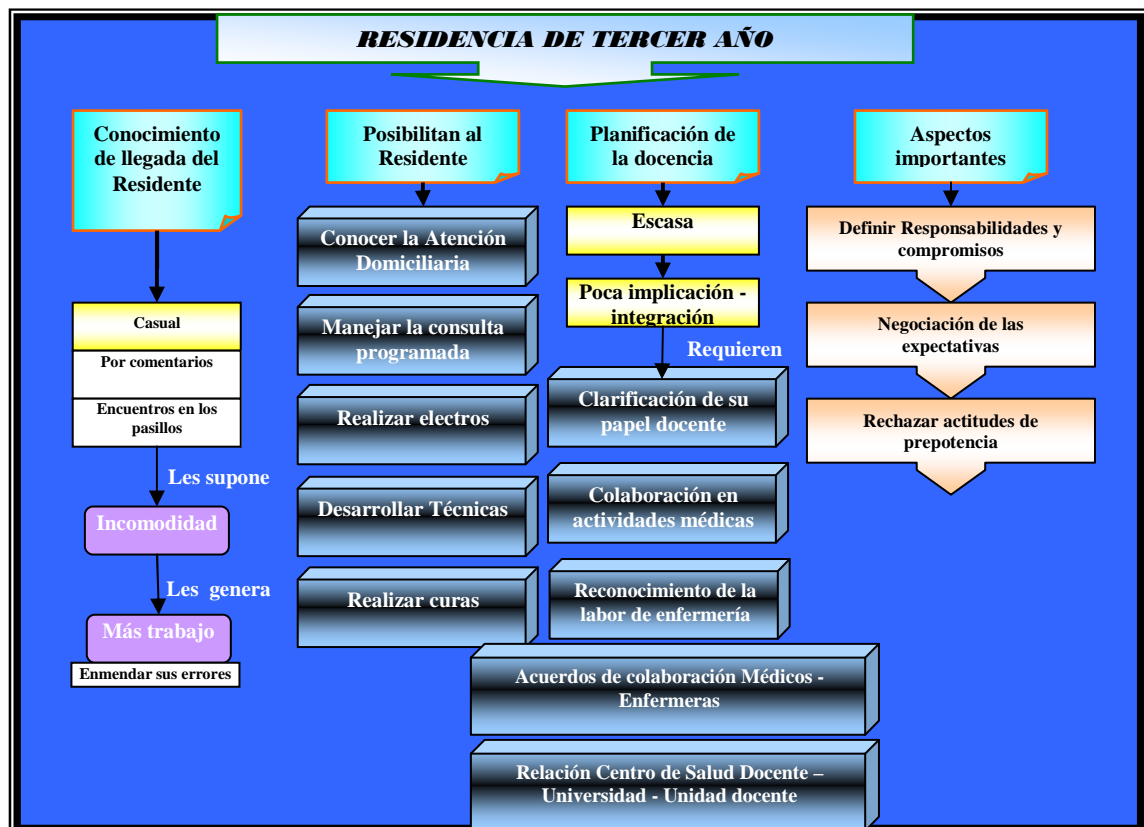 RESIDENCIA DE TERCER AÑO
Conocimiento
de llegada del
Residente
Casual
Por comentarios
Encuentros en los
pasillos
Les supone
Incomodidad
Les genera
Más trabajo
Enmendar sus errores
Posibilitan al
Residente
Conocer la Atención
Domiciliaria
Manejar la consulta
programada
Realizar electros
Desarrollar Técnicas
Realizar curas
Planificación de
la docencia
Escasa
Poca implicación -
integración
Requieren
Clarificación de su
papel docente
Colaboración en
actividades médicas
Reconocimiento de la
labor de enfermería
Acuerdos de colaboración Médicos -
Enfermeras
Relación Centro de Salud Docente –
Universidad - Unidad docente
Aspectos
importantes
Definir Responsabilidades y
compromisos
Negociación de las
expectativas
Rechazar actitudes de
prepotencia